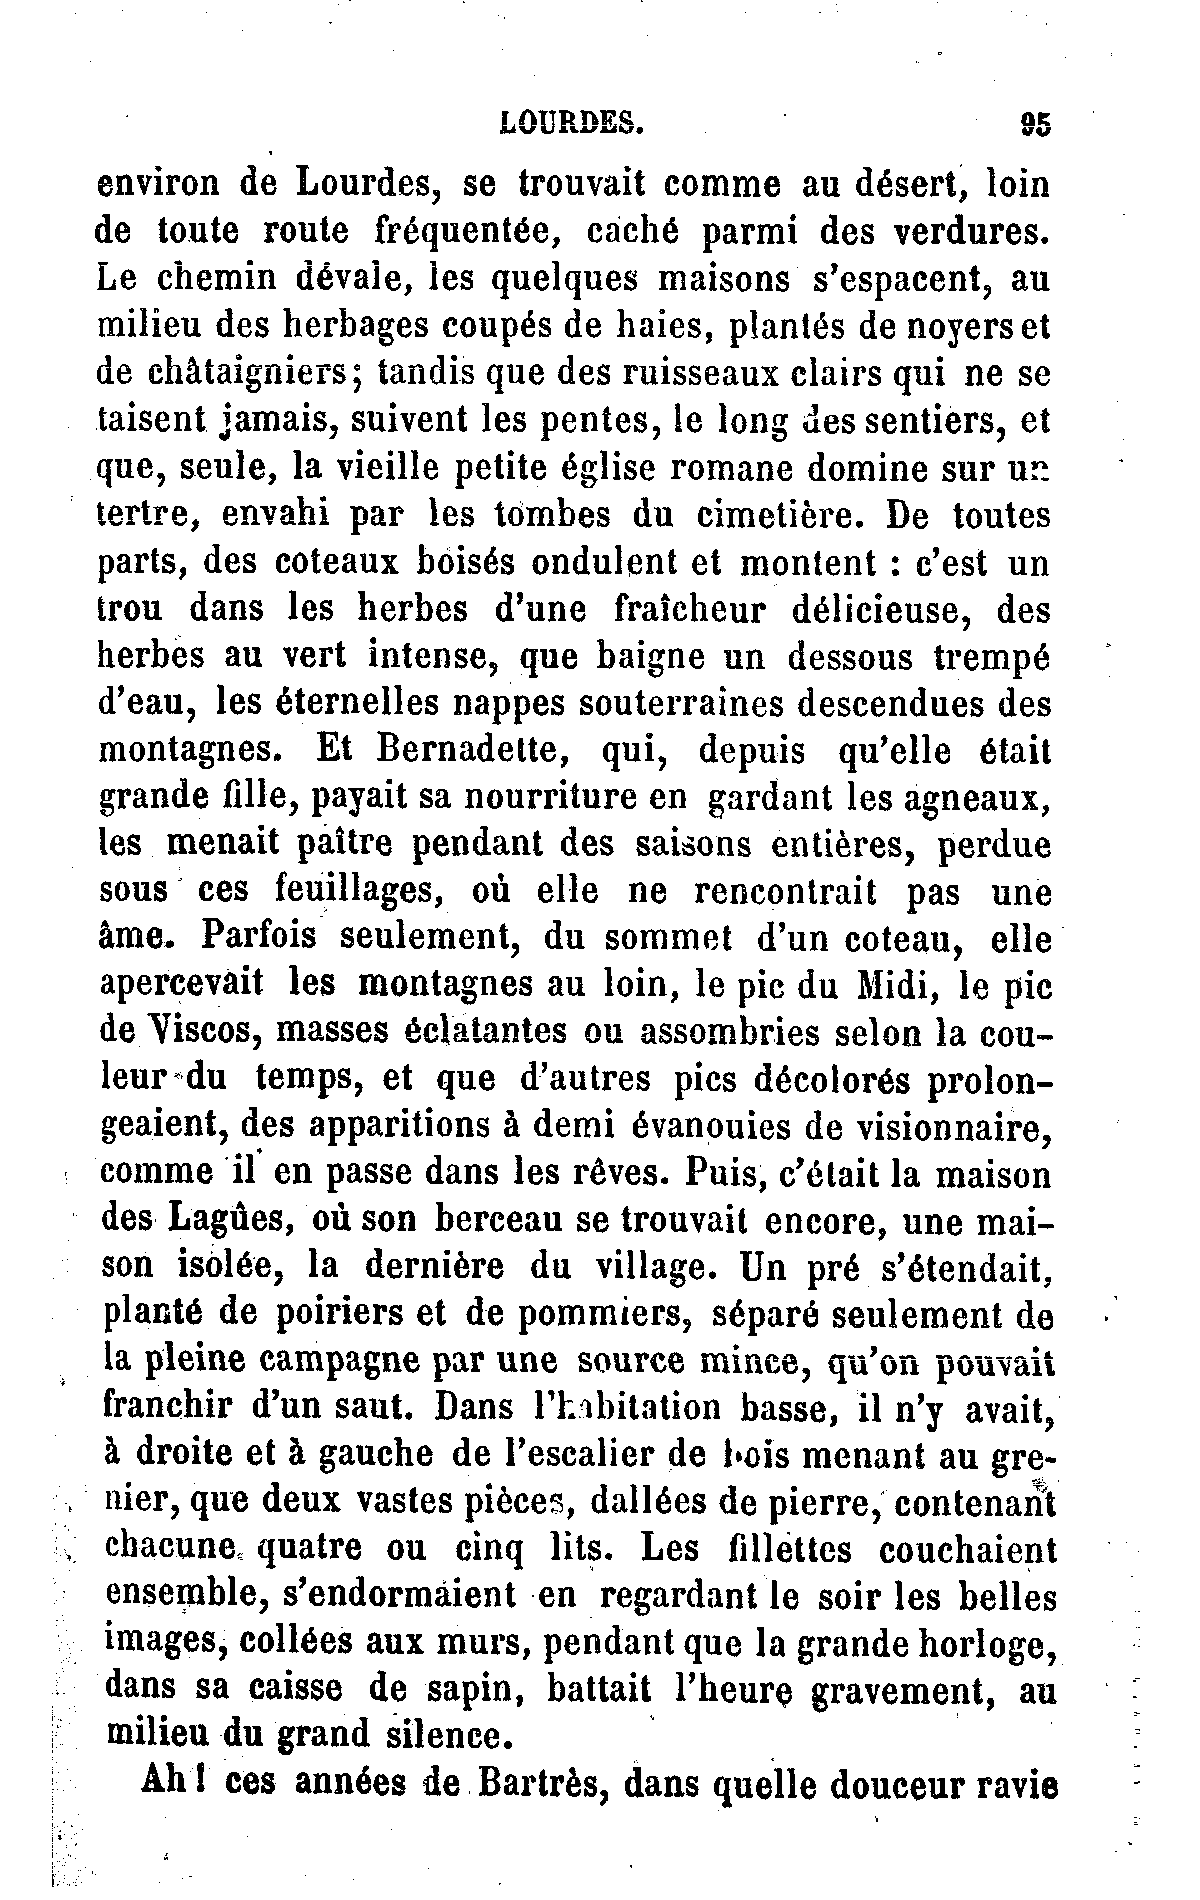 LOURDES. 95
environ de Lourdes, se trouvait comme au désert, loin
de toute route fréquentée, caché parmi des verdures.
Le chemin dévale, les quelques maisons s'espacent, au
milieu des herbages coupés de haies, plantés de noyers et
de châtaigniers; tandis que des ruisseaux clairs qui ne se
taisent jamais, suivent les pentes, le long des sentiers, et
que, seule, la vieille petite église romane domine sur un
tertre, envahi par les tombes du cimetière. De toutes
parts, des coteaux boisés ondulent et montent : c'est un
trou dans les herbes d'une fraîcheur délicieuse, des
herbes au vert intense, que baigne un dessous trempé
d'eau, les éternelles nappes souterraines descendues des
montagnes. Et Bernadette, qui, depuis qu'elle était
grande fille, payait sa nourriture en gardant les agneaux,
les menait paître pendant des saisons entières, perdue
sous ces feuillages, où elle ne rencontrait pas une
âme. Parfois seulement, du sommet d'un coteau, elle
apercevait les montagnes au loin, le pic du Midi, le pic
de Viscos, masses éclatantes ou assombries selon la cou-
leur du temps, et que d'autres pics décolorés prolon-
geaient, des apparitions à demi évanouies de visionnaire,
comme il en passe dans les rêves. Puis, c'était la maison
des Lagûes, où son berceau se trouvait encore, une mai-
son isolée, la dernière du village. Un pré s'étendait,
planté de poiriers et de pommiers, séparé seulement de
la pleine campagne par une source mince, qu'on pouvait
franchir d'un saut. Dans l'habitation basse, il n'y avait,
à droite et à gauche de l'escalier de bois menant au gre-
nier, que deux vastes pièces, dallées de pierre, contenant
chacune quatre ou cinq lits. Les fillettes couchaient
ensemble, s'endormaient en regardant le soir les belles
images, collées aux murs, pendant que la grande horloge,
dans sa caisse de sapin, battait l'heure gravement, au
milieu du grand silence.
Ah! ces années de Bartrès, dans quelle douceur ravie